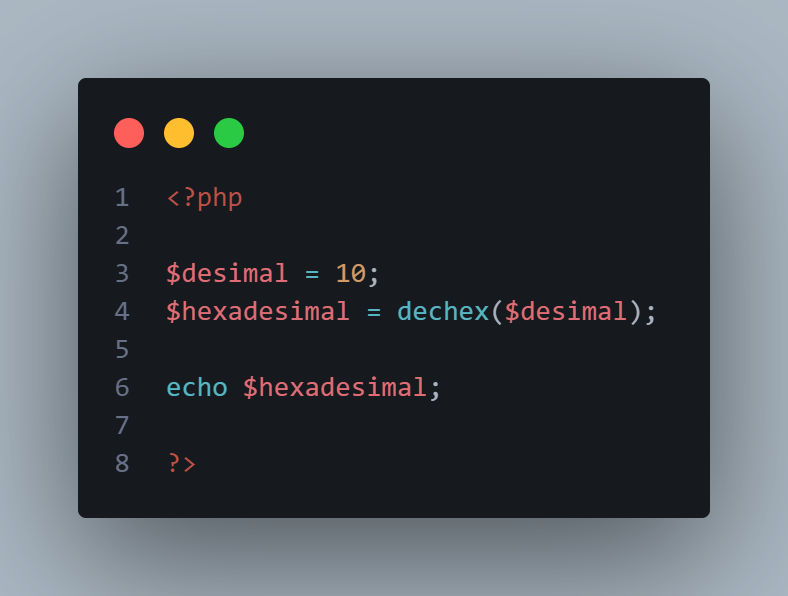 1 <?php
2
3 $desimal = 10;
4 $hexadesimal = dechex($desimal);
5
6 echo $hexadesimal;
7
8 ?>